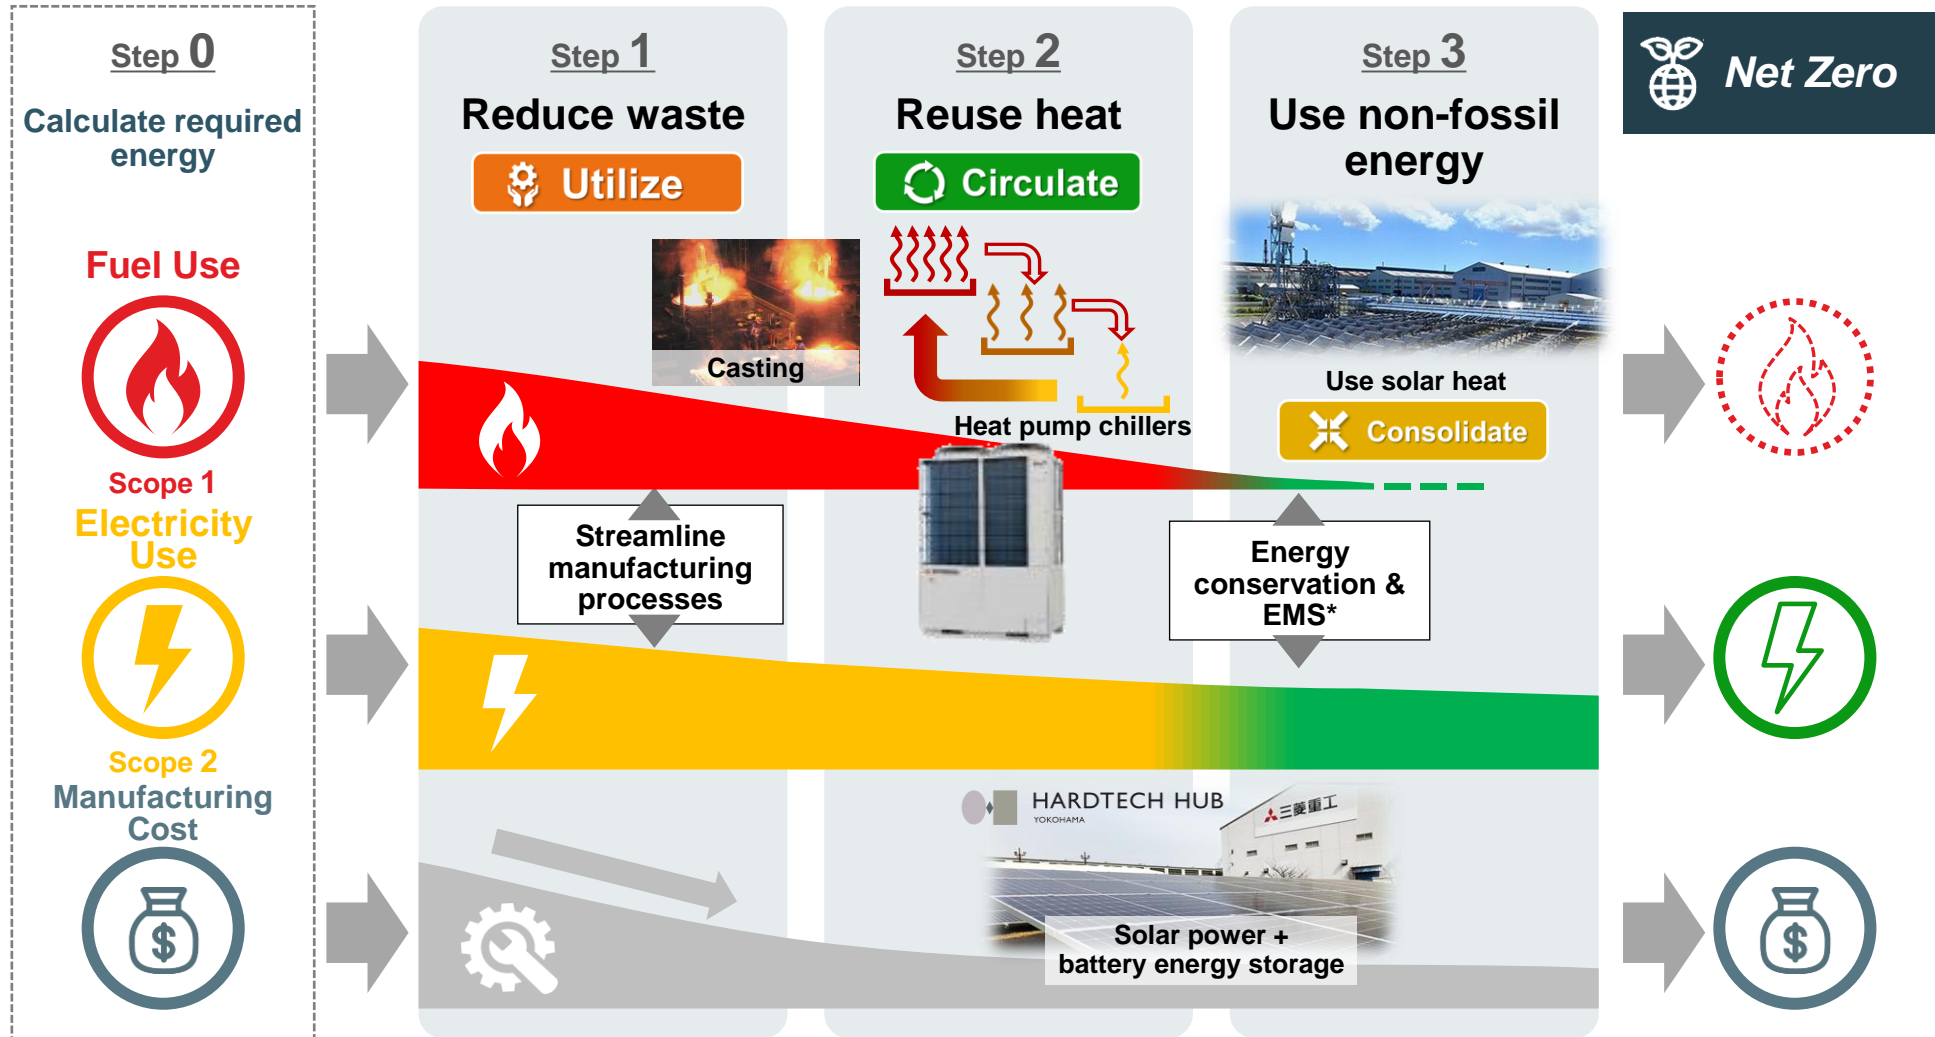 Step 0
Calculate required
energy
Fuel Use
Scope 1
Electricity
Use
Scope 2
Manufacturing
Cost
$
Step 1
Reduce waste
Utilize
Casting
Streamline
manufacturing
processes
Step 2
Reuse heat
Circulate
Heat pump chillers
HARDTECH HUB
YOKOHAMA
三菱重工
Solar power +
battery energy storage
Step 3
Use non-fossil
energy
Use solar heat
Consolidate
Energy
conservation &
EMS*
Net Zero
$